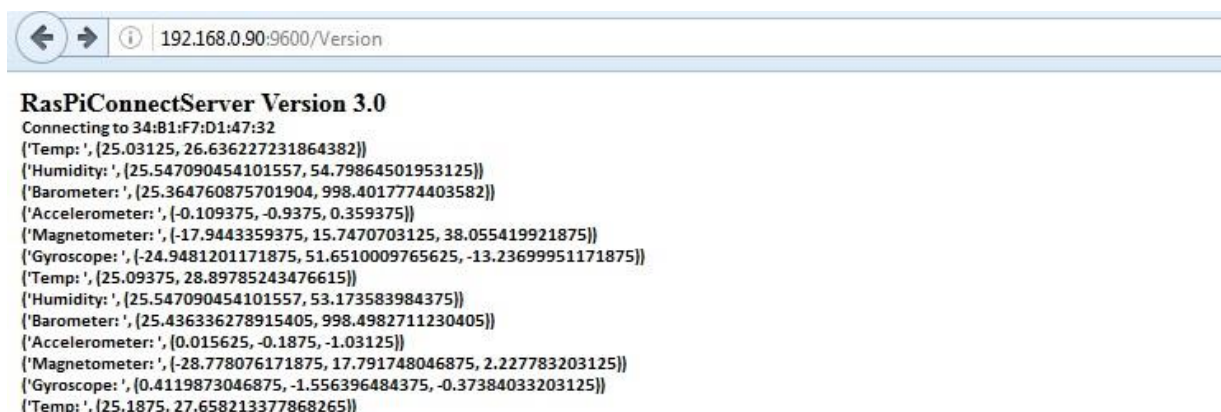 192.168.0.90:9600/Version
RasPiConnectServer Version 3.0
Connecting to 34:B1:F7:D1:47:32
('Temp: ', (25.03125, 26.636227231864382))
('Humidity: ', (25.547090454101557, 54.79864501953125))
('Barometer: ', (25.364760875701904, 998.4017774403582))
('Accelerometer: ', (-0.109375, -0.9375, 0.359375))
('Magnetometer: ', (-17.9443359375, 15.7470703125, 38.055419921875))
('Gyroscope: ', (-24.9481201171875, 51.6510009765625, -13.23699951171875))
('Temp: ', (25.09375, 28.89785243476615))
('Humidity: ', (25.547090454101557, 53.173583984375))
('Barometer: ', (25.436336278915405, 998.4982711230405))
('Accelerometer: ', (0.015625, -0.1875, -1.03125))
('Magnetometer: ', (-28.778076171875, 17.791748046875, 2.227783203125))
('Gyroscope: ', (0.4119873046875, -1.556396484375, -0.37384033203125))
('Temp: ', (25.1875, 27.658213377868265))